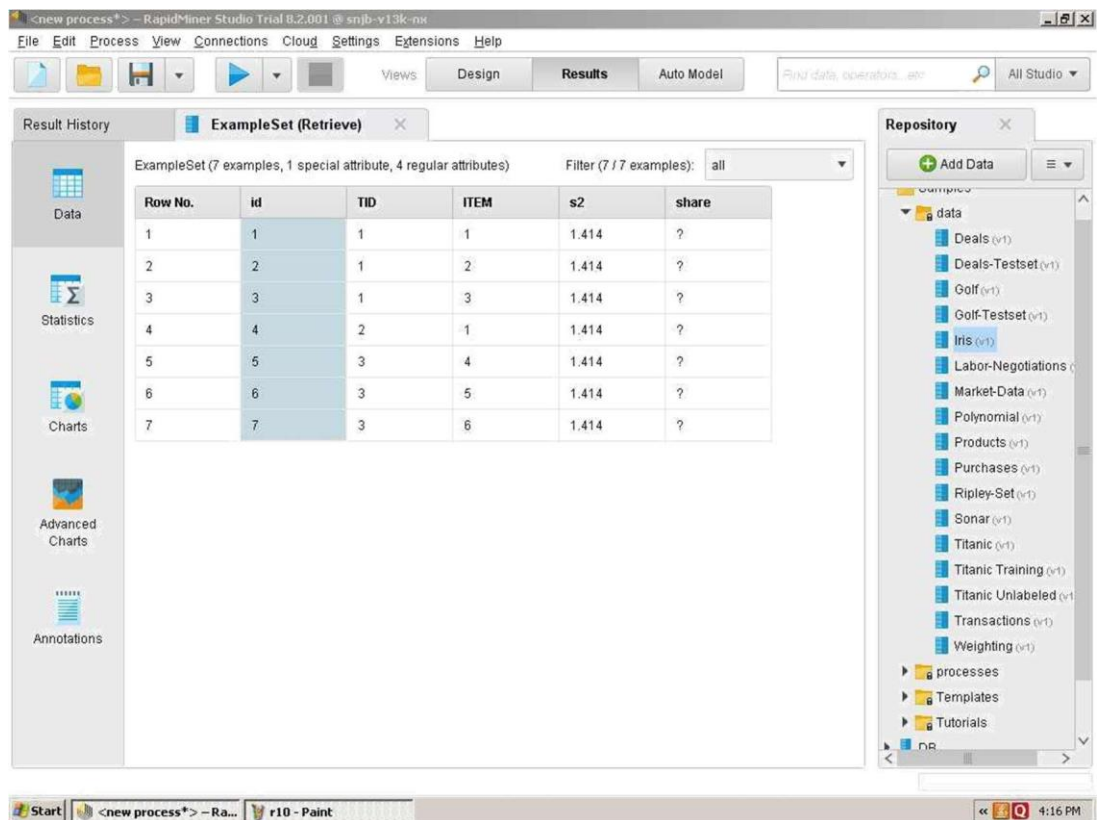 <new process*> – RapidMiner Studio Trial 8.2.001 @ snjb-v13k-nx
File Edit Process View Connections Cloud Settings Extensions Help
Views Design Results Auto Model Find data, operators...etc All Studio
Result History ExampleSet (Retrieve)
Repository
ExampleSet (7 examples, 1 special attribute, 4 regular attributes) Filter (7 / 7 examples): all
Add Data
Row No. id TID ITEM s2 share
1 1 1 1 1.414 ?
2 2 1 2 1.414 ?
3 3 1 3 1.414 ?
4 4 2 1 1.414 ?
5 5 3 4 1.414 ?
6 6 3 5 1.414 ?
7 7 3 6 1.414 ?
Data
Statistics
Charts
Advanced
Charts
Annotations
Samples
data
Deals (v1)
Deals-Testset (v1)
Golf (v1)
Golf-Testset (v1)
Iris (v1)
Labor-Negotiations (
Market-Data (v1)
Polynomial (v1)
Products (v1)
Purchases (v1)
Ripley-Set (v1)
Sonar (v1)
Titanic (v1)
Titanic Training (v1)
Titanic Unlabeled (v1
Transactions (v1)
Weighting (v1)
processes
Templates
Tutorials
DB
Start <new process*> – Ra... r10 - Paint « 4:16 PM